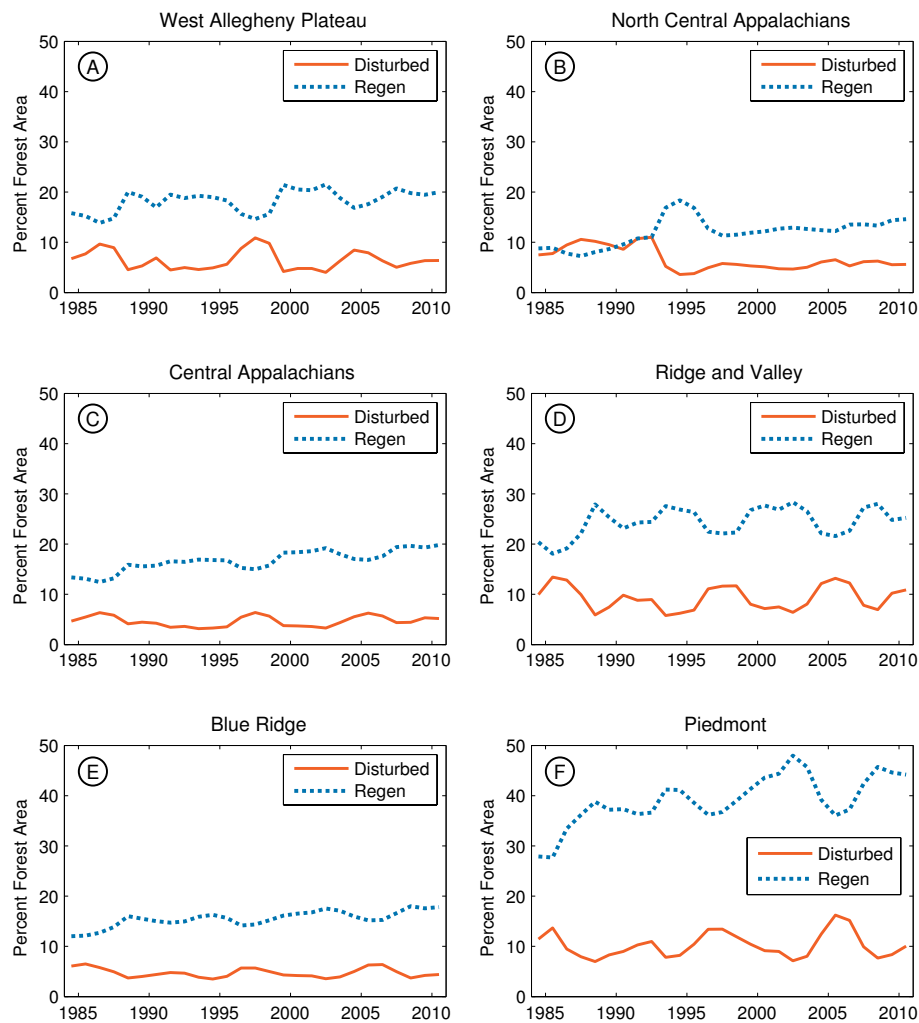 West Allegheny Plateau
A
Disturbed
Regen
Percent Forest Area
50
40
30
20
10
0
1985 1990 1995 2000 2005 2010
North Central Appalachians
B
Disturbed
Regen
Percent Forest Area
50
40
30
20
10
0
1985 1990 1995 2000 2005 2010
Central Appalachians
C
Disturbed
Regen
Percent Forest Area
50
40
30
20
10
0
1985 1990 1995 2000 2005 2010
Ridge and Valley
D
Disturbed
Regen
Percent Forest Area
50
40
30
20
10
0
1985 1990 1995 2000 2005 2010
Blue Ridge
E
Disturbed
Regen
Percent Forest Area
50
40
30
20
10
0
1985 1990 1995 2000 2005 2010
Piedmont
F
Disturbed
Regen
Percent Forest Area
50
40
30
20
10
0
1985 1990 1995 2000 2005 2010